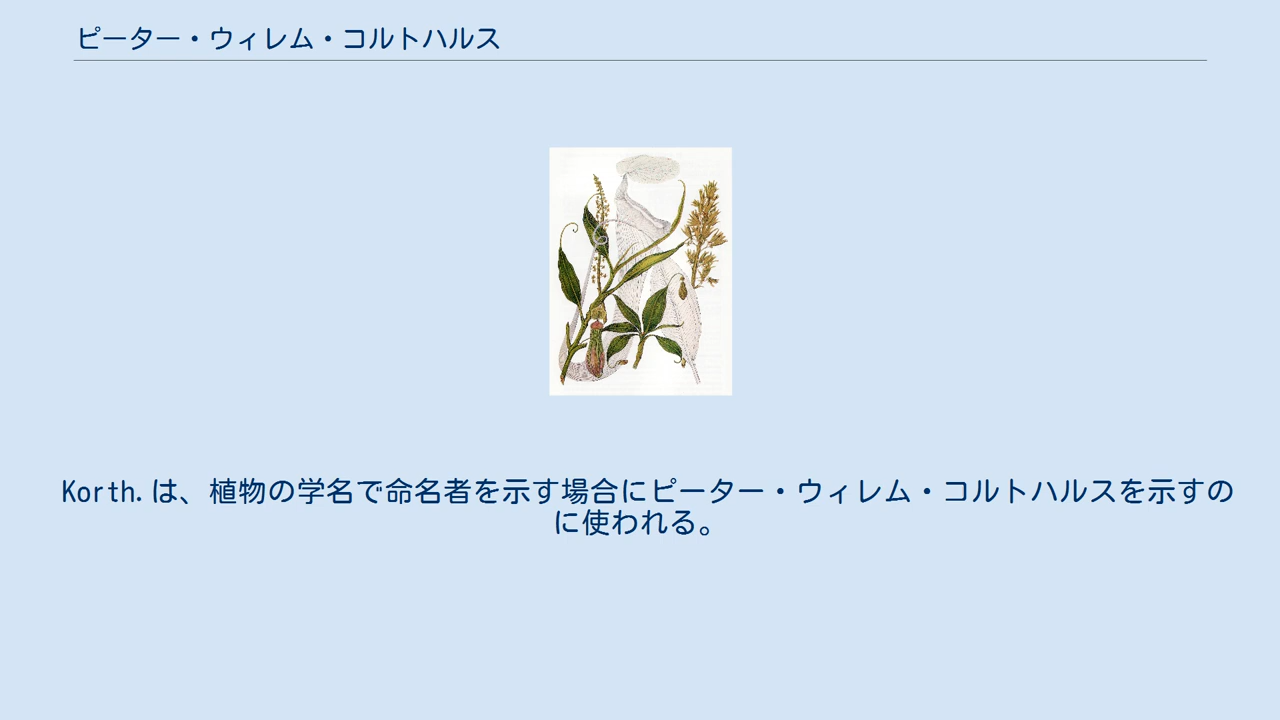 ピーター・ウィレム・コルトハルス
Korth.は、植物の学名で命名者を示す場合にピーター・ウィレム・コルトハルスを示すの
に使われる。